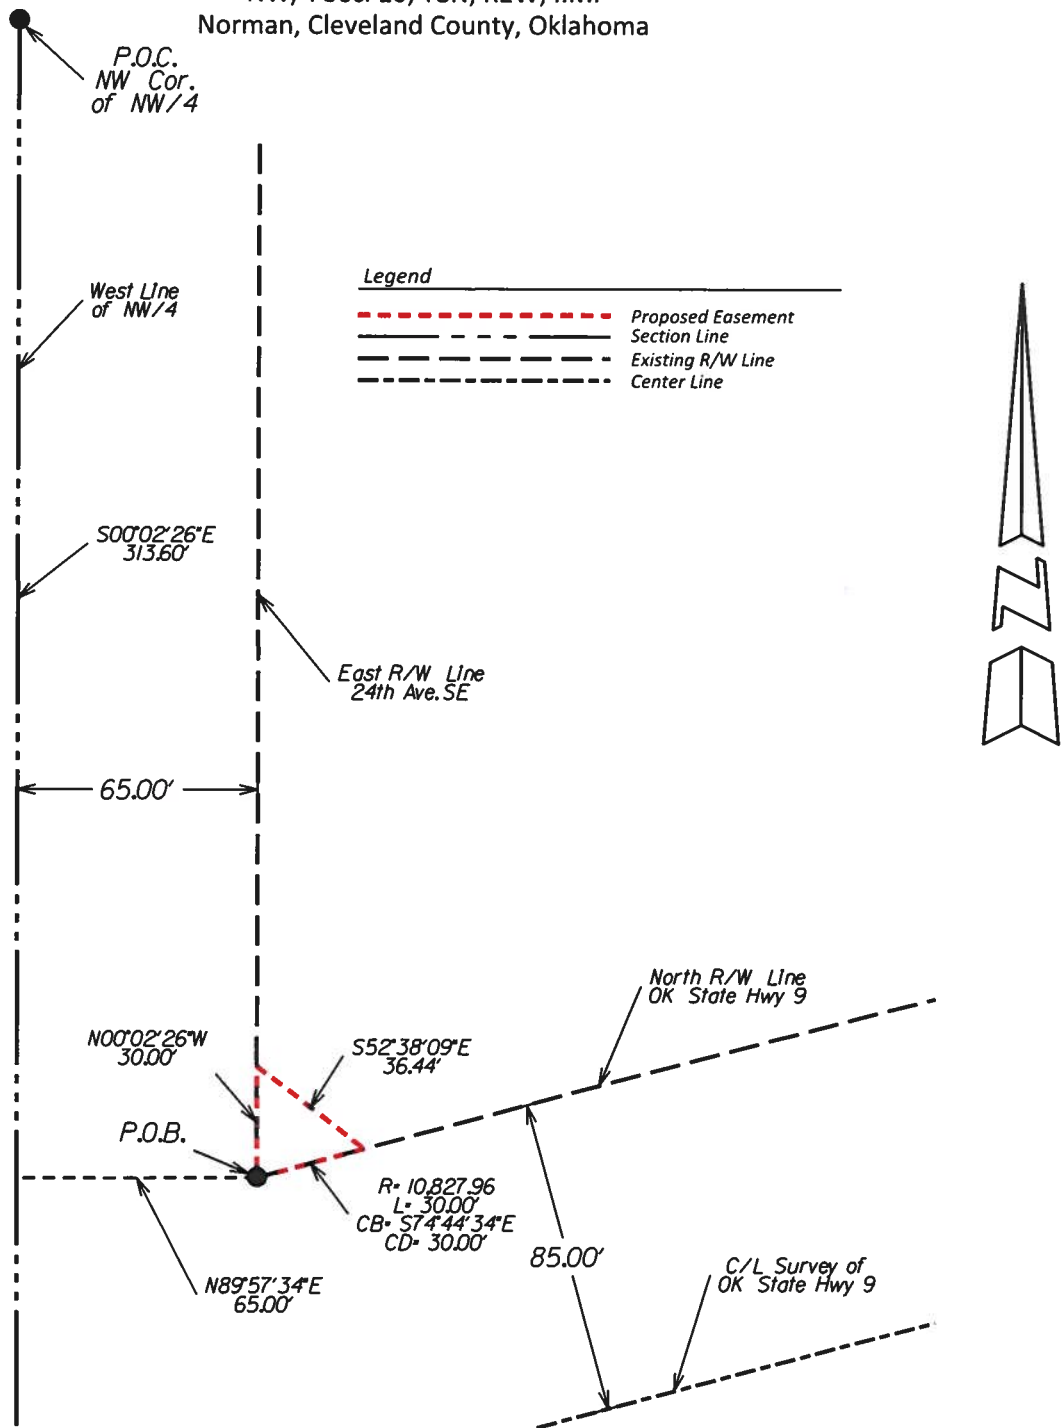 Norman, Cleveland County, Oklahoma
P.O.C.
NW Cor.
of NW/4
West Line
of NW/4
Legend
Proposed Easement
Section Line
Existing R/W Line
Center Line
S00°02'26"E
313.60'
East R/W Line
24th Ave. SE
65.00'
N00°02'26"W
30.00'
S52°38'09"E
36.44'
North R/W Line
OK State Hwy 9
P.O.B.
R= 10,827.96
L= 30.00'
CB= S74°44'34"E
CD= 30.00'
85.00'
N89°57'34"E
65.00'
C/L Survey of
OK State Hwy 9
N